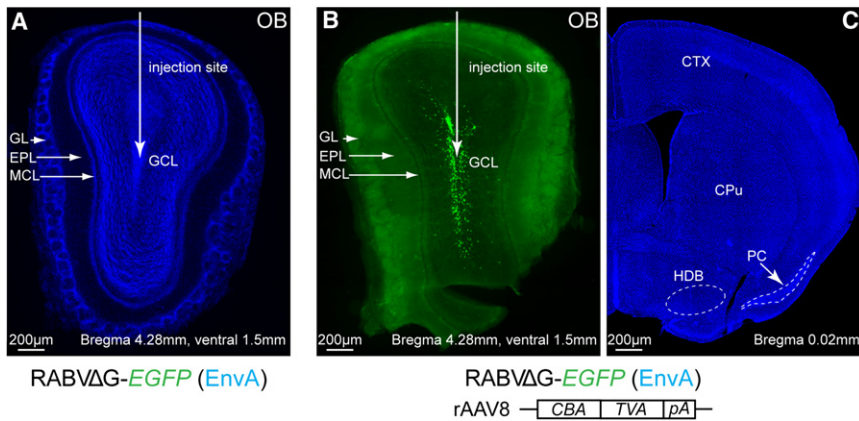 A
OB
injection site
GL
EPL
MCL
GCL
200µm
Bregma 4.28mm, ventral 1.5mm
RABV∆G-EGFP (EnvA)
B
OB
injection site
GL
EPL
MCL
GCL
200µm
Bregma 4.28mm, ventral 1.5mm
C
CTX
CPu
PC
HDB
200µm
Bregma 0.02mm
RABV∆G-EGFP (EnvA)
rAAV8 CBA TVA pA